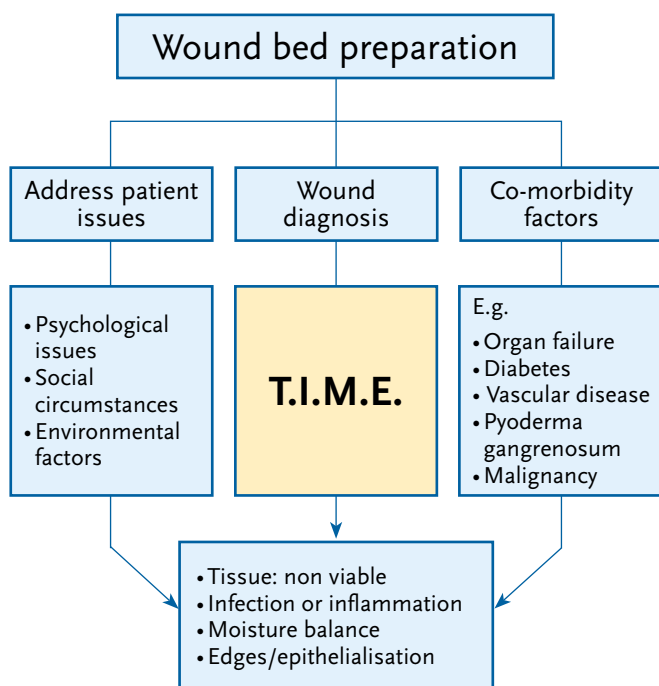 Wound bed preparation
Address patient
issues
Wound
diagnosis
Co-morbidity
factors
• Psychological
issues
• Social
circumstances
• Environmental
factors
T.I.M.E.
E.g.
• Organ failure
• Diabetes
• Vascular disease
• Pyoderma
gangrenosum
• Malignancy
• Tissue: non viable
• Infection or inflammation
• Moisture balance
• Edges/epithelialisation